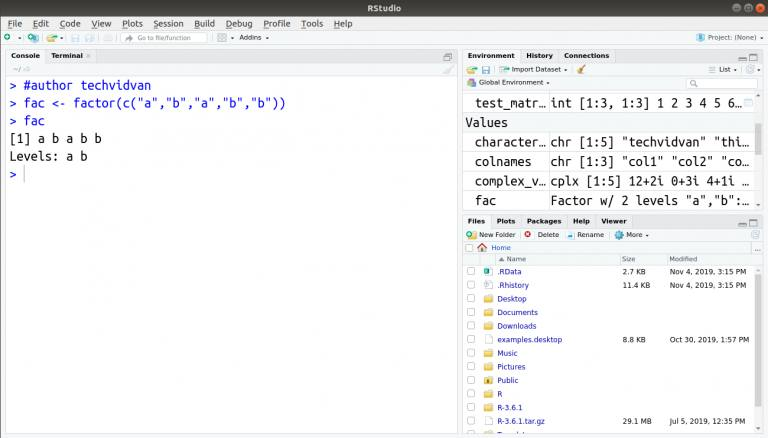 RStudio
File Edit Code View Plots Session Build Debug Profile Tools Help
Go to file/function Addins Project: (None)
Console Terminal
~/
> #author techvidvan
> fac <- factor(c("a","b","a","b","b"))
> fac
[1] a b a b b
Levels: a b
>
Environment History Connections
Import Dataset List
Global Environment
test_matr… int [1:3, 1:3] 1 2 3 4 5 6…
Values
character… chr [1:5] "techvidvan" "thi…
colnames chr [1:3] "col1" "col2" "co…
complex_v… cplx [1:5] 12+2i 0+3i 4+1i …
fac Factor w/ 2 levels "a","b":…
Files Plots Packages Help Viewer
New Folder Delete Rename More
Home ...
Name Size Modified
.RData 2.7 KB Nov 4, 2019, 3:15 PM
.Rhistory 11.4 KB Nov 4, 2019, 3:15 PM
Desktop
Documents
Downloads
examples.desktop 8.8 KB Oct 30, 2019, 1:57 PM
Music
Pictures
Public
R
R-3.6.1
R-3.6.1.tar.gz 29.1 MB Jul 5, 2019, 12:35 PM